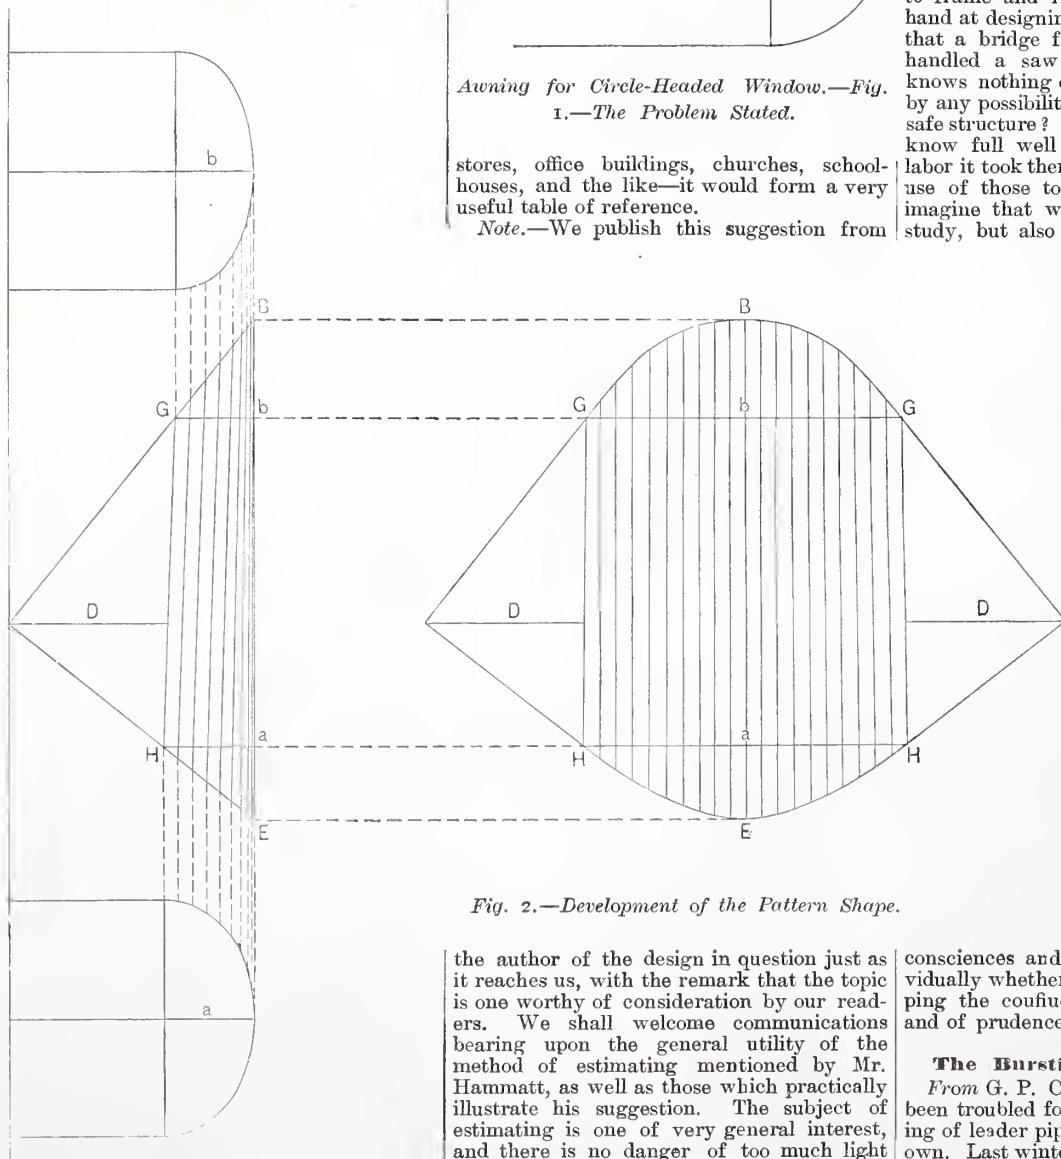 Awning for Circle-Headed Window.—Fig.
1.—The Problem Stated.
stores, office buildings, churches, school-
houses, and the like—it would form a very
useful table of reference.
Note.—We publish this suggestion from
hand at designin
that a bridge f
handled a saw
knows nothing
by any possibilit
safe structure?
know full well
labor it took the
use of those to
imagine that w
study, but also
b
B
G
b
D
H
a
E
a
B
G
b
G
D
D
H
a
H
E
Fig. 2.—Development of the Pattern Shape.
the author of the design in question just as
it reaches us, with the remark that the topic
is one worthy of consideration by our read-
ers. We shall welcome communications
bearing upon the general utility of the
method of estimating mentioned by Mr.
Hammatt, as well as those which practically
illustrate his suggestion. The subject of
estimating is one of very general interest,
and there is no danger of too much light
consciences and
vidually whether
ping the confiu
and of prudence
The Bursti
From G. P. C
been troubled fo
ing of leader pip
own. Last wint